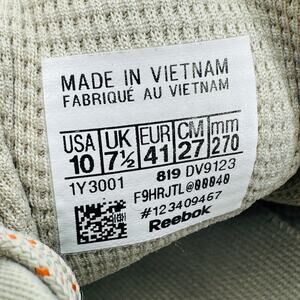 MADE IN VIETNAM
FABRIQUÉ AU VIETNAM
USA UK EUR CM mm
10 7½ 41 27 270
1Y3001 819 DV9123
F9HRJTL@00040
#123409467
Reebok